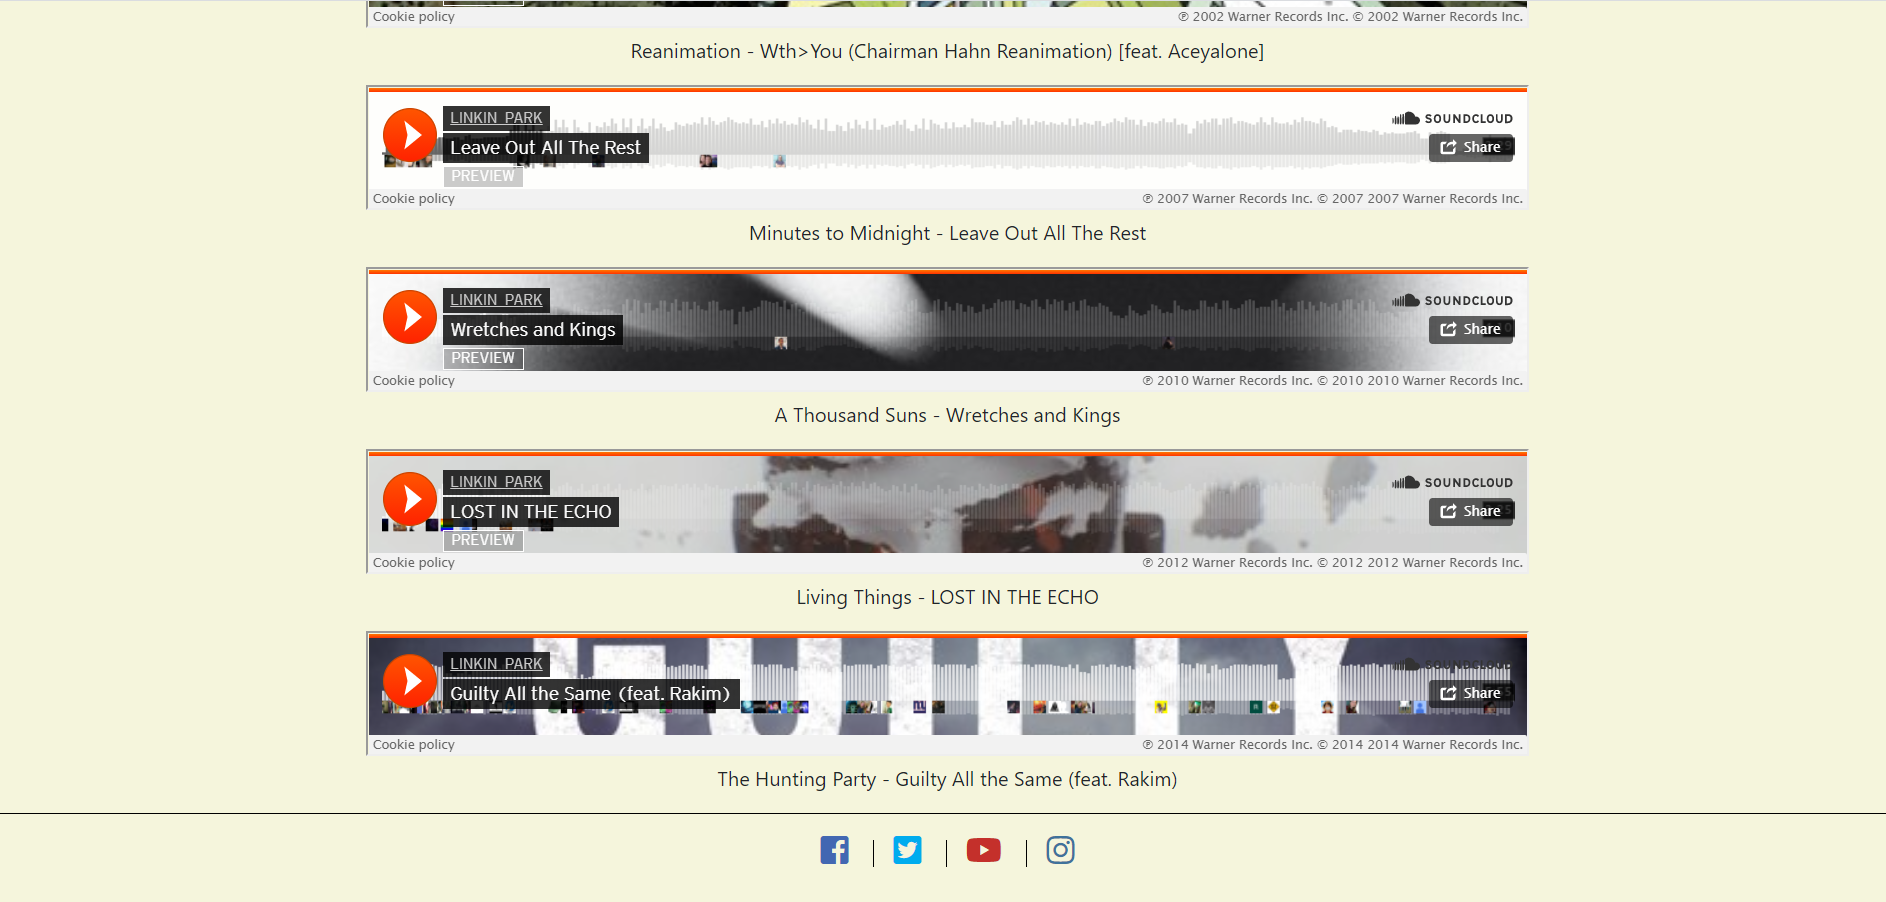 Cookie policy
℗ 2002 Warner Records Inc. © 2002 Warner Records Inc.
Reanimation - Wth>You (Chairman Hahn Reanimation) [feat. Aceyalone]
LINKIN_PARK
SOUNDCLOUD
Leave Out All The Rest
Share
PREVIEW
Cookie policy
℗ 2007 Warner Records Inc. © 2007 2007 Warner Records Inc.
Minutes to Midnight - Leave Out All The Rest
LINKIN_PARK
SOUNDCLOUD
Wretches and Kings
Share
PREVIEW
Cookie policy
℗ 2010 Warner Records Inc. © 2010 2010 Warner Records Inc.
A Thousand Suns - Wretches and Kings
LINKIN_PARK
SOUNDCLOUD
LOST IN THE ECHO
Share
PREVIEW
Cookie policy
℗ 2012 Warner Records Inc. © 2012 2012 Warner Records Inc.
Living Things - LOST IN THE ECHO
LINKIN_PARK
SOUNDCLOUD
Guilty All the Same (feat. Rakim)
Share
GUILTY
Cookie policy
℗ 2014 Warner Records Inc. © 2014 2014 Warner Records Inc.
The Hunting Party - Guilty All the Same (feat. Rakim)